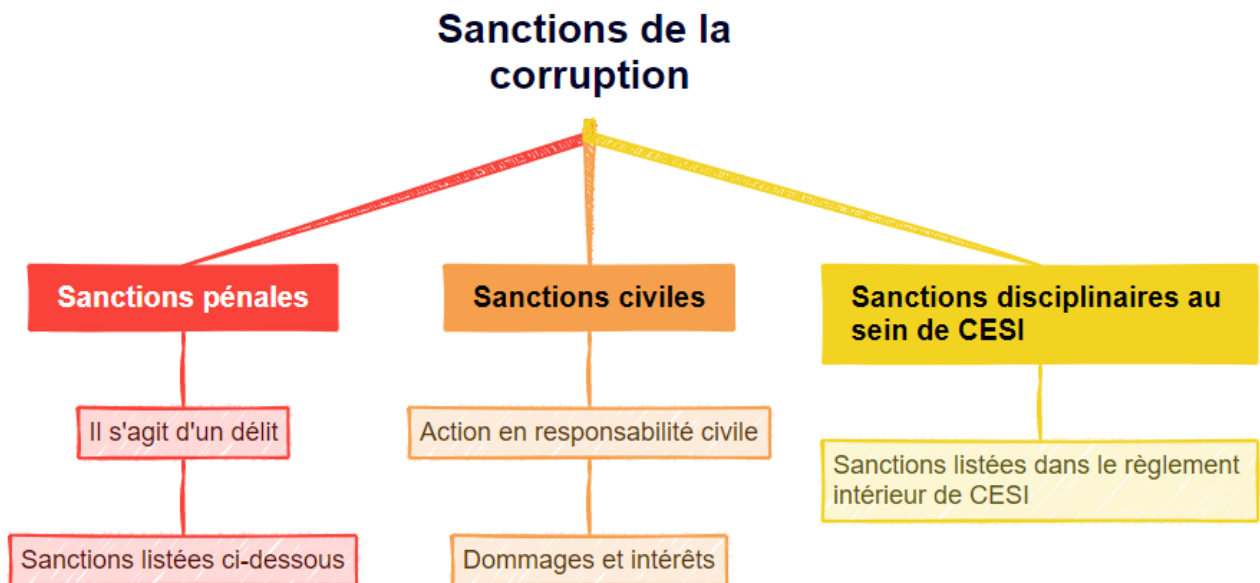 Sanctions de la
corruption
Sanctions pénales
Sanctions civiles
Sanctions disciplinaires au
sein de CESI
Il s'agit d'un délit
Action en responsabilité civile
Sanctions listées dans le règlement
intérieur de CESI
Sanctions listées ci-dessous
Dommages et intérêts